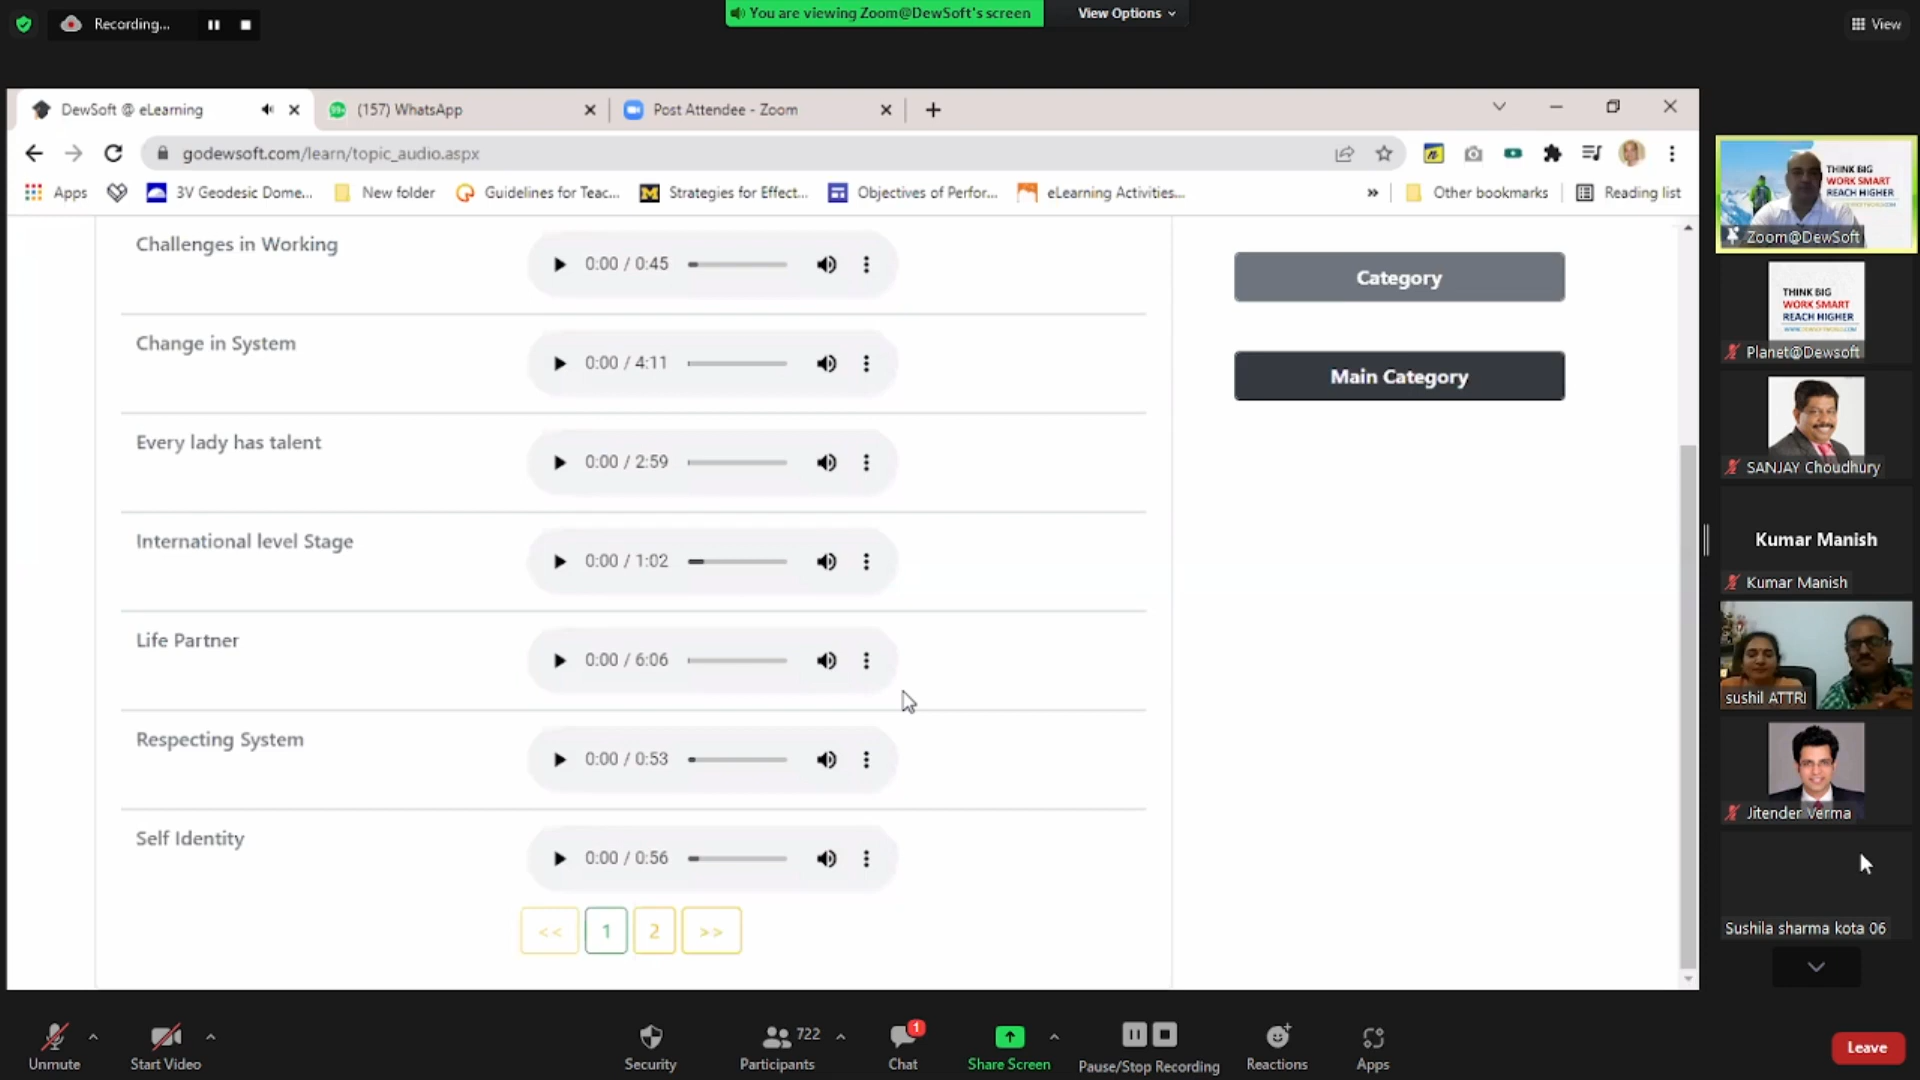 Recording...
You are viewing Zoom@DewSoft's screen
View Options
View
DewSoft @ eLearning
(157) WhatsApp
Post Attendee - Zoom
godewsoft.com/learn/topic_audio.aspx
Apps
3V Geodesic Dome...
New folder
Guidelines for Teac...
Strategies for Effect...
Objectives of Perfor...
eLearning Activities...
»
Other bookmarks
Reading list
Challenges in Working
0:00 / 0:45
Change in System
0:00 / 4:11
Every lady has talent
0:00 / 2:59
International level Stage
0:00 / 1:02
Life Partner
0:00 / 6:06
Respecting System
0:00 / 0:53
Self Identity
0:00 / 0:56
<< 1 2 >>
Category
Main Category
THINK BIG
WORK SMART
REACH HIGHER
Zoom@DewSoft
THINK BIG
WORK SMART
REACH HIGHER
Planet@Dewsoft
SANJAY Choudhury
Kumar Manish
Kumar Manish
sushil ATTRI
Jitender Verma
Sushila sharma kota 06
Unmute
Start Video
Security
722
Participants
1
Chat
Share Screen
Pause/Stop Recording
Reactions
Apps
Leave